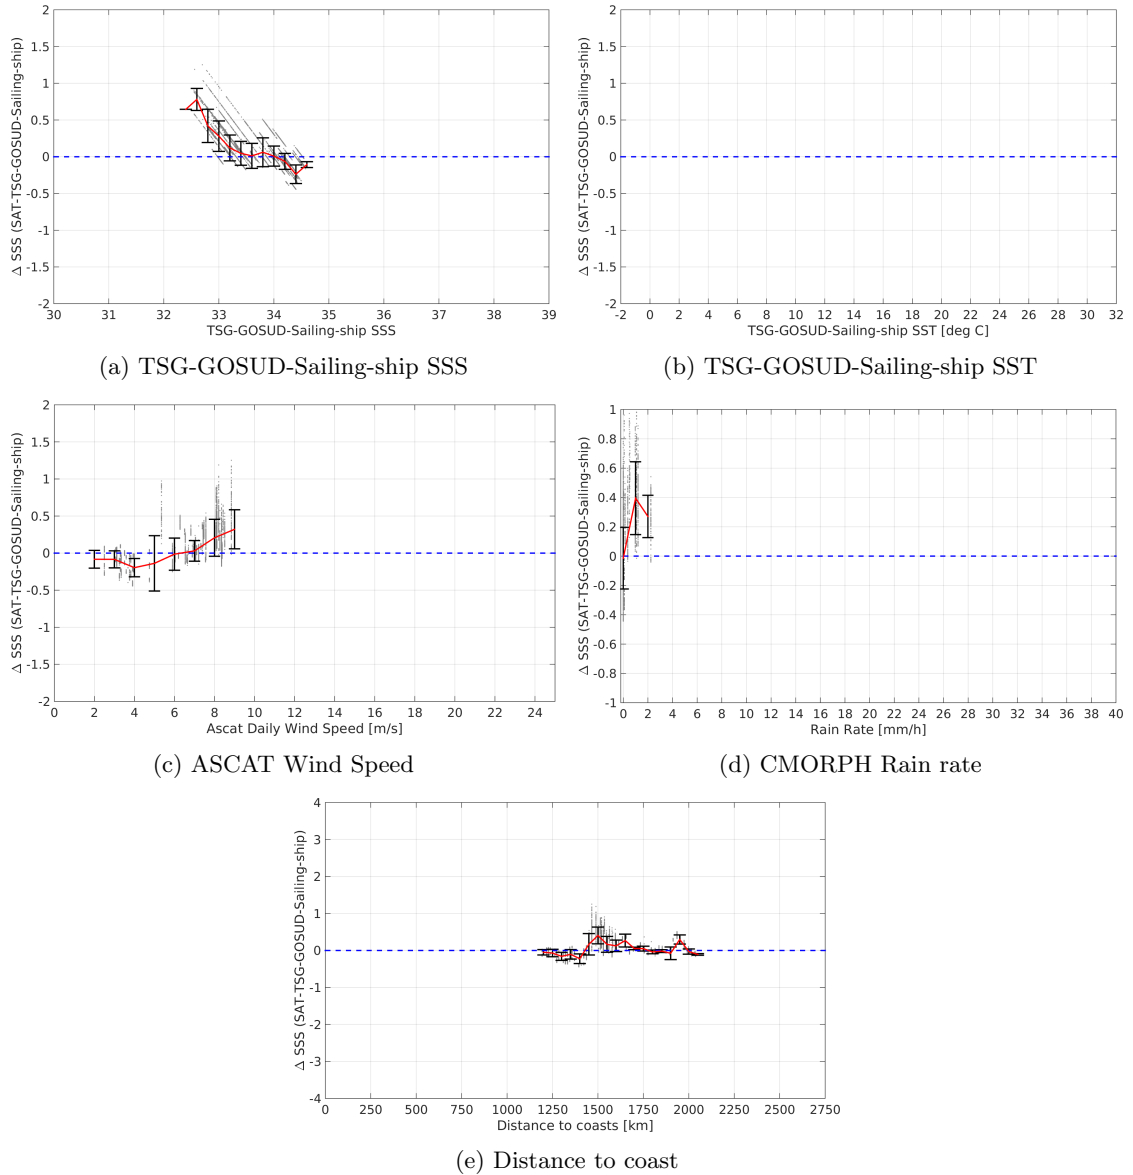 2
1.5
1
0.5
0
-0.5
-1
-1.5
-2
Δ SSS (SAT-TSG-GOSUD-Sailing-ship)
30 31 32 33 34 35 36 37 38 39
TSG-GOSUD-Sailing-ship SSS
(a) TSG-GOSUD-Sailing-ship SSS
2
1.5
1
0.5
0
-0.5
-1
-1.5
-2
Δ SSS (SAT-TSG-GOSUD-Sailing-ship)
-2 0 2 4 6 8 10 12 14 16 18 20 22 24 26 28 30 32
TSG-GOSUD-Sailing-ship SST [deg C]
(b) TSG-GOSUD-Sailing-ship SST
2
1.5
1
0.5
0
-0.5
-1
-1.5
-2
Δ SSS (SAT-TSG-GOSUD-Sailing-ship)
0 2 4 6 8 10 12 14 16 18 20 22 24
Ascat Daily Wind Speed [m/s]
(c) ASCAT Wind Speed
1
0.8
0.6
0.4
0.2
0
-0.2
-0.4
-0.6
-0.8
-1
Δ SSS (SAT-TSG-GOSUD-Sailing-ship)
0 2 4 6 8 10 12 14 16 18 20 22 24 26 28 30 32 34 36 38 40
Rain Rate [mm/h]
(d) CMORPH Rain rate
4
3
2
1
0
-1
-2
-3
-4
Δ SSS (SAT-TSG-GOSUD-Sailing-ship)
0 250 500 750 1000 1250 1500 1750 2000 2250 2500 2750
Distance to coasts [km]
(e) Distance to coast